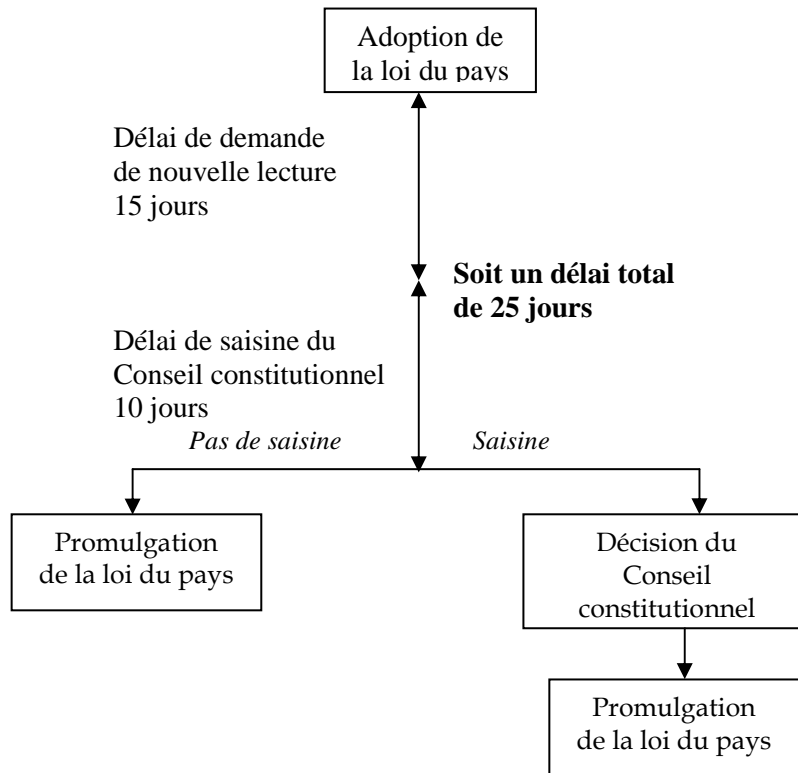 Adoption de
la loi du pays
Délai de demande
de nouvelle lecture
15 jours
Soit un délai total
de 25 jours
Délai de saisine du
Conseil constitutionnel
10 jours
Pas de saisine
Saisine
Promulgation
de la loi du pays
Décision du
Conseil
constitutionnel
Promulgation
de la loi du pays